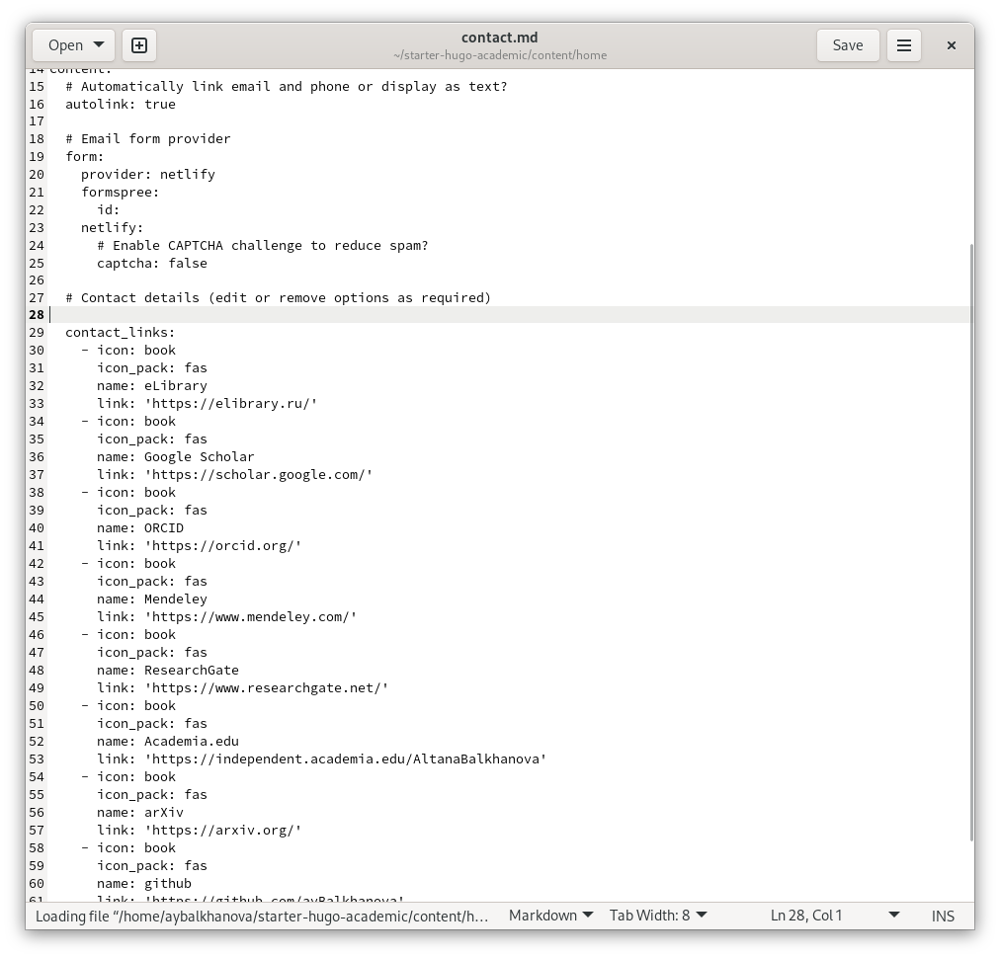 Open
contact.md
~/starter-hugo-academic/content/home
Save
14 content:
15   # Automatically link email and phone or display as text?
16   autolink: true
17
18   # Email form provider
19   form:
20     provider: netlify
21     formspree:
22       id:
23     netlify:
24       # Enable CAPTCHA challenge to reduce spam?
25       captcha: false
26
27   # Contact details (edit or remove options as required)
28
29   contact_links:
30     - icon: book
31       icon_pack: fas
32       name: eLibrary
33       link: 'https://elibrary.ru/'
34     - icon: book
35       icon_pack: fas
36       name: Google Scholar
37       link: 'https://scholar.google.com/'
38     - icon: book
39       icon_pack: fas
40       name: ORCID
41       link: 'https://orcid.org/'
42     - icon: book
43       icon_pack: fas
44       name: Mendeley
45       link: 'https://www.mendeley.com/'
46     - icon: book
47       icon_pack: fas
48       name: ResearchGate
49       link: 'https://www.researchgate.net/'
50     - icon: book
51       icon_pack: fas
52       name: Academia.edu
53       link: 'https://independent.academia.edu/AltanaBalkhanova'
54     - icon: book
55       icon_pack: fas
56       name: arXiv
57       link: 'https://arxiv.org/'
58     - icon: book
59       icon_pack: fas
60       name: github
61       link: 'https://github.com/ayBalkhanova'
Loading file “/home/aybalkhanova/starter-hugo-academic/content/h…
Markdown
Tab Width: 8
Ln 28, Col 1
INS